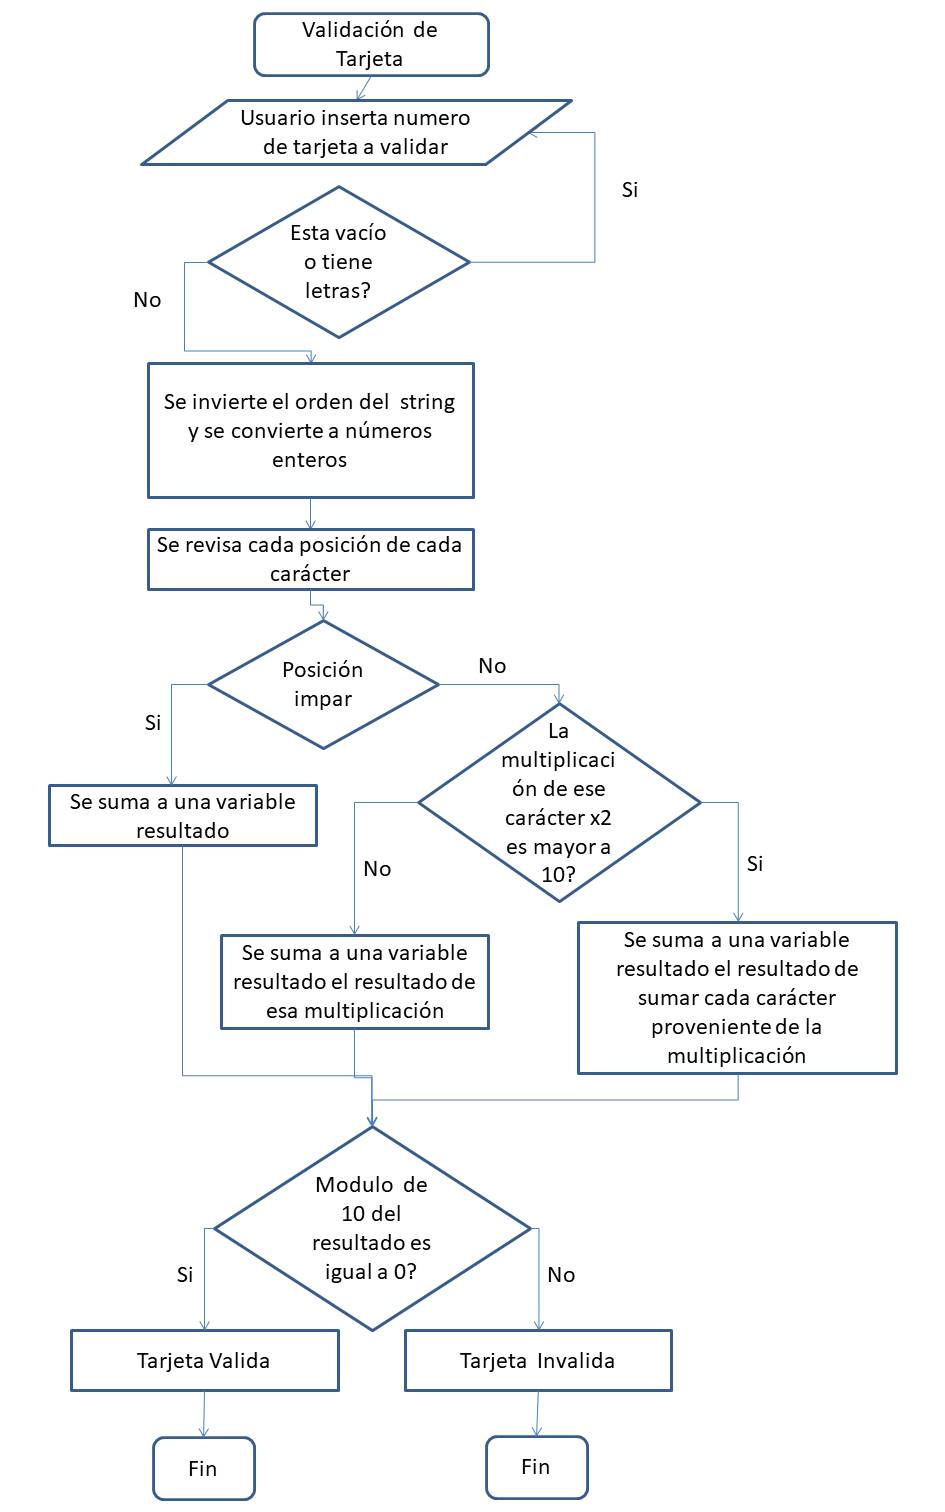 Validación de
Tarjeta
Usuario inserta numero
de tarjeta a validar
Si
Esta vacío
o tiene
letras?
No
Se invierte el orden del string
y se convierte a números
enteros
Se revisa cada posición de cada
carácter
Posición
impar
No
Si
La
multiplicaci
ón de ese
carácter x2
es mayor a
10?
Se suma a una variable
resultado
No
Si
Se suma a una variable
resultado el resultado de
esa multiplicación
Se suma a una variable
resultado el resultado de
sumar cada carácter
proveniente de la
multiplicación
Modulo de
10 del
resultado es
igual a 0?
Si
No
Tarjeta Valida
Tarjeta Invalida
Fin
Fin